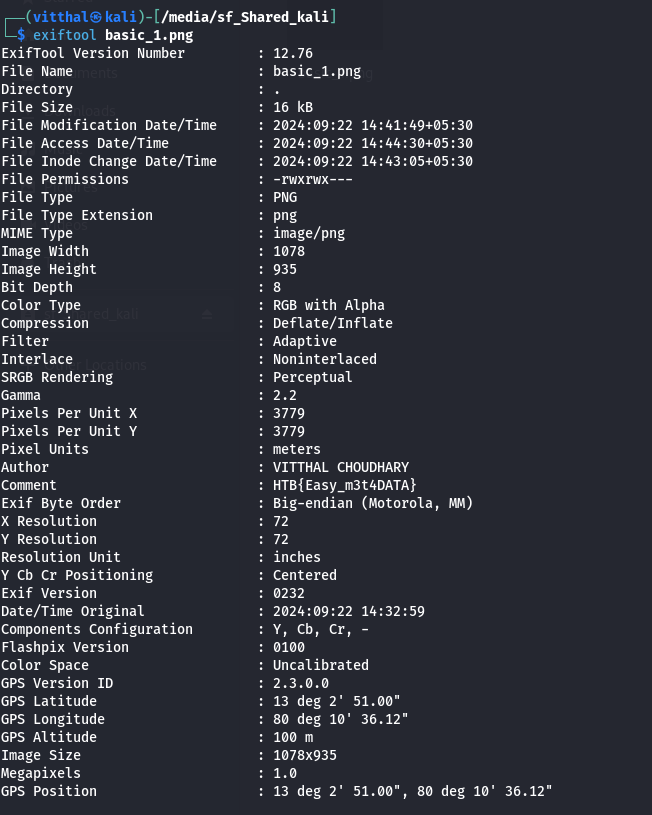 ┌──(vitthal㉿kali)-[/media/sf_Shared_kali]
└─$ exiftool basic_1.png
ExifTool Version Number         : 12.76
File Name                       : basic_1.png
Directory                       : .
File Size                       : 16 kB
File Modification Date/Time     : 2024:09:22 14:41:49+05:30
File Access Date/Time           : 2024:09:22 14:44:30+05:30
File Inode Change Date/Time     : 2024:09:22 14:43:05+05:30
File Permissions                : -rwxrwx---
File Type                       : PNG
File Type Extension             : png
MIME Type                       : image/png
Image Width                     : 1078
Image Height                    : 935
Bit Depth                       : 8
Color Type                      : RGB with Alpha
Compression                     : Deflate/Inflate
Filter                          : Adaptive
Interlace                       : Noninterlaced
SRGB Rendering                  : Perceptual
Gamma                           : 2.2
Pixels Per Unit X               : 3779
Pixels Per Unit Y               : 3779
Pixel Units                     : meters
Author                          : VITTHAL CHOUDHARY
Comment                         : HTB{Easy_m3t4DATA}
Exif Byte Order                 : Big-endian (Motorola, MM)
X Resolution                    : 72
Y Resolution                    : 72
Resolution Unit                 : inches
Y Cb Cr Positioning             : Centered
Exif Version                    : 0232
Date/Time Original              : 2024:09:22 14:32:59
Components Configuration        : Y, Cb, Cr, -
Flashpix Version                : 0100
Color Space                     : Uncalibrated
GPS Version ID                  : 2.3.0.0
GPS Latitude                    : 13 deg 2' 51.00"
GPS Longitude                   : 80 deg 10' 36.12"
GPS Altitude                    : 100 m
Image Size                      : 1078x935
Megapixels                      : 1.0
GPS Position                    : 13 deg 2' 51.00", 80 deg 10' 36.12"